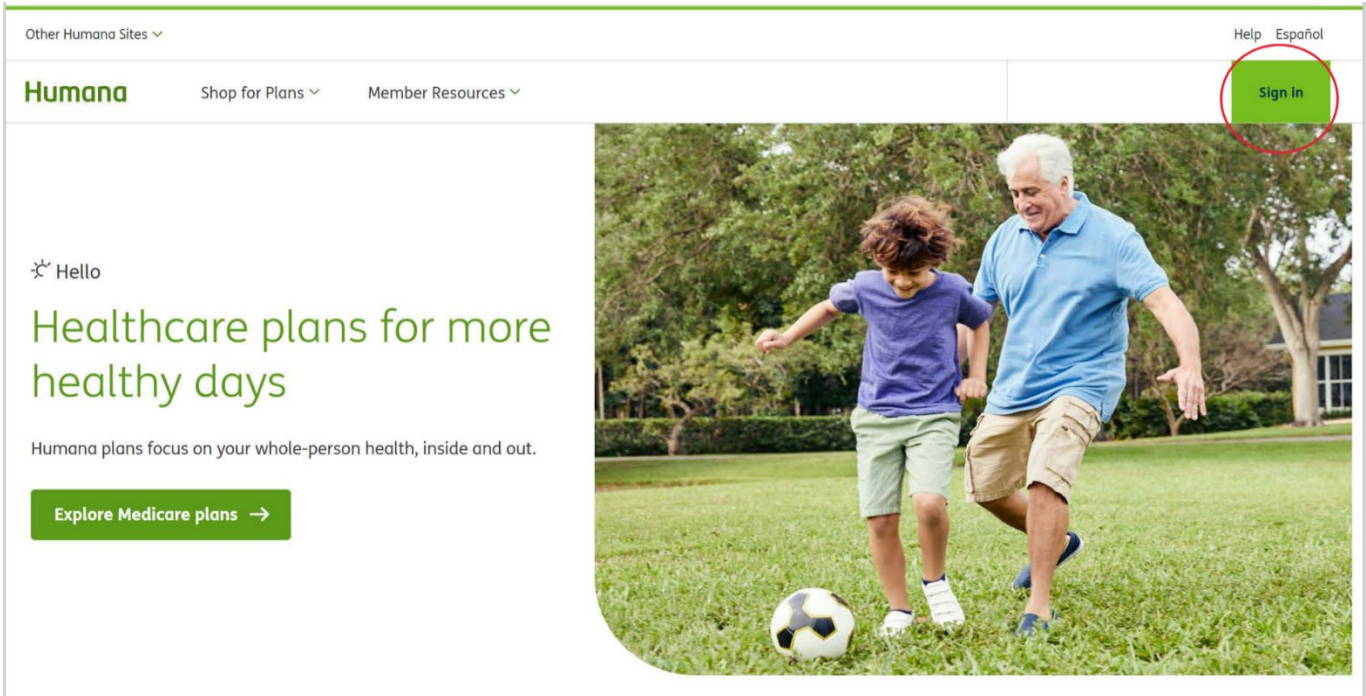 Other Humana Sites
Help Español
Humana Shop for Plans Member Resources Sign in
Hello
Healthcare plans for more
healthy days
Humana plans focus on your whole-person health, inside and out.
Explore Medicare plans →